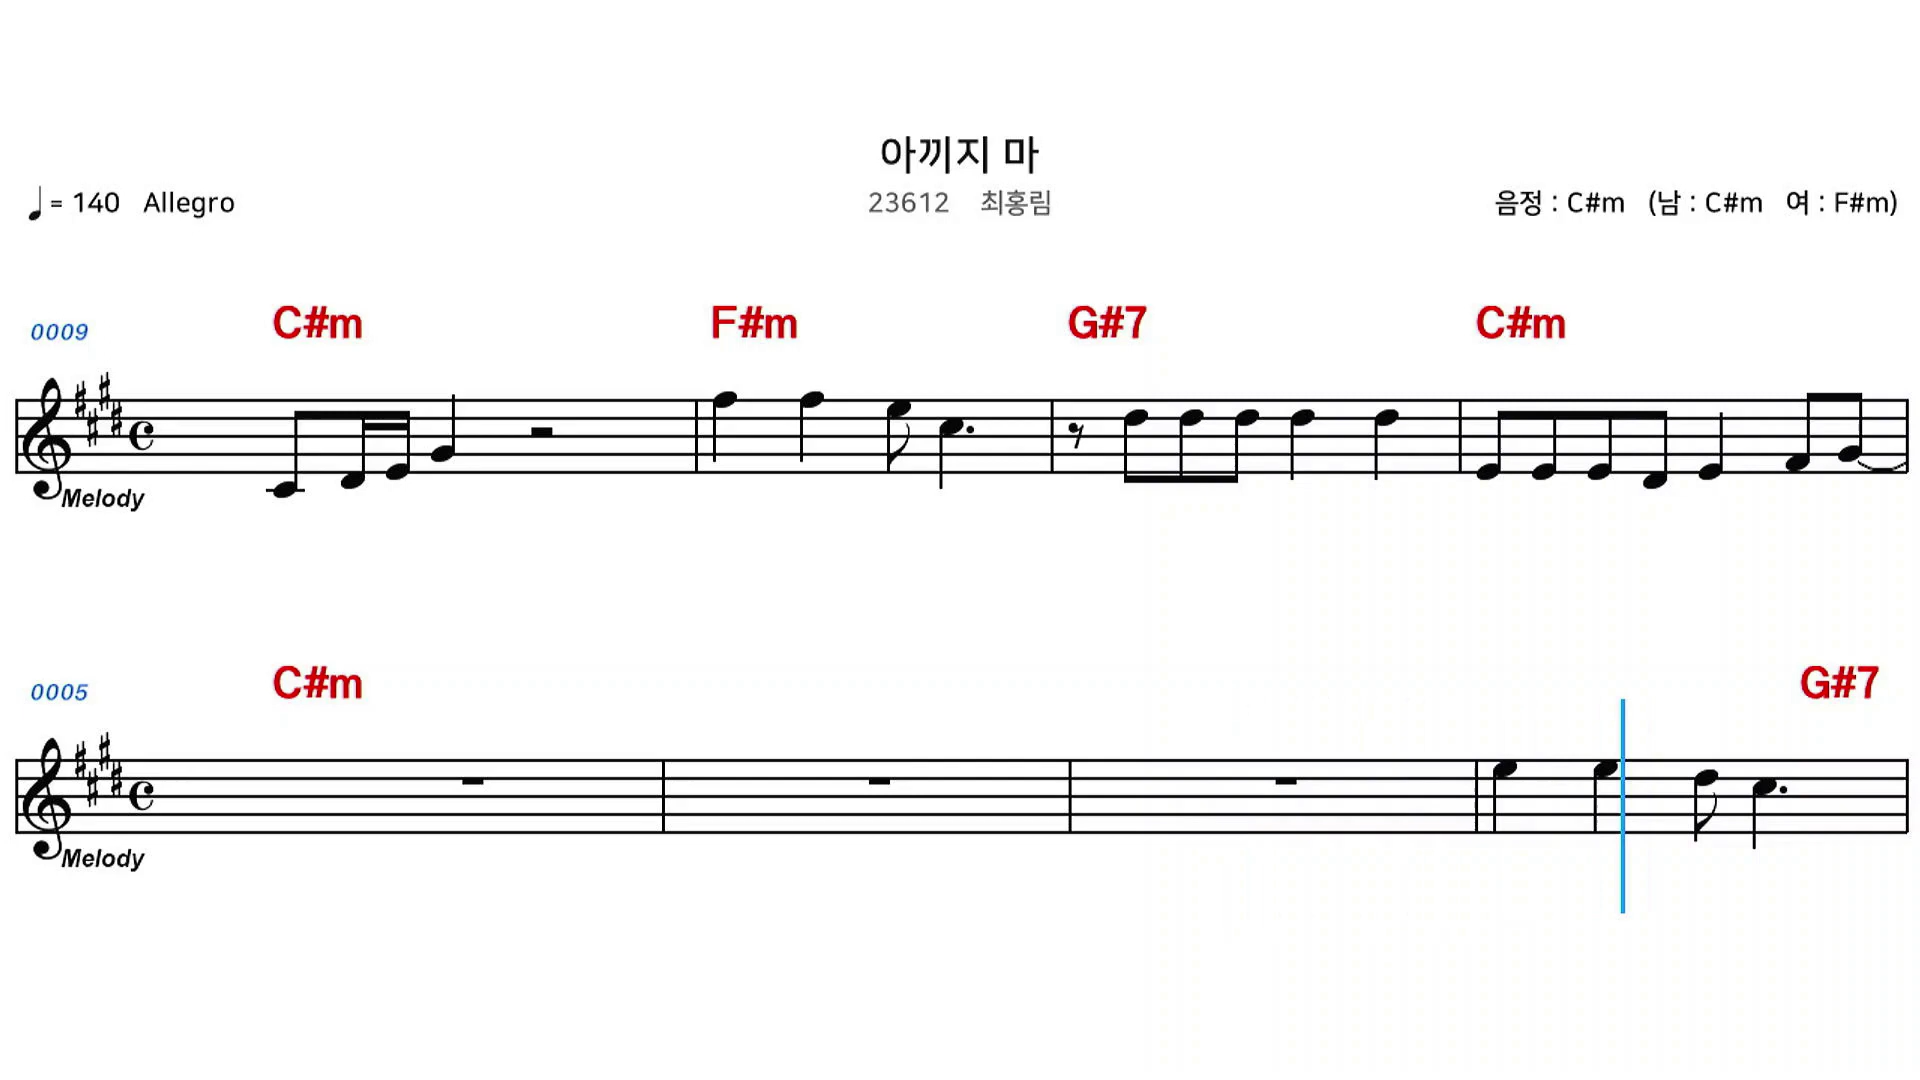 아끼지 마
= 140 Allegro
23612 최홍림
음정 : C#m (남 : C#m 여 : F#m)
0009 C#m F#m G#7 C#m
Melody
0005 C#m G#7
Melody